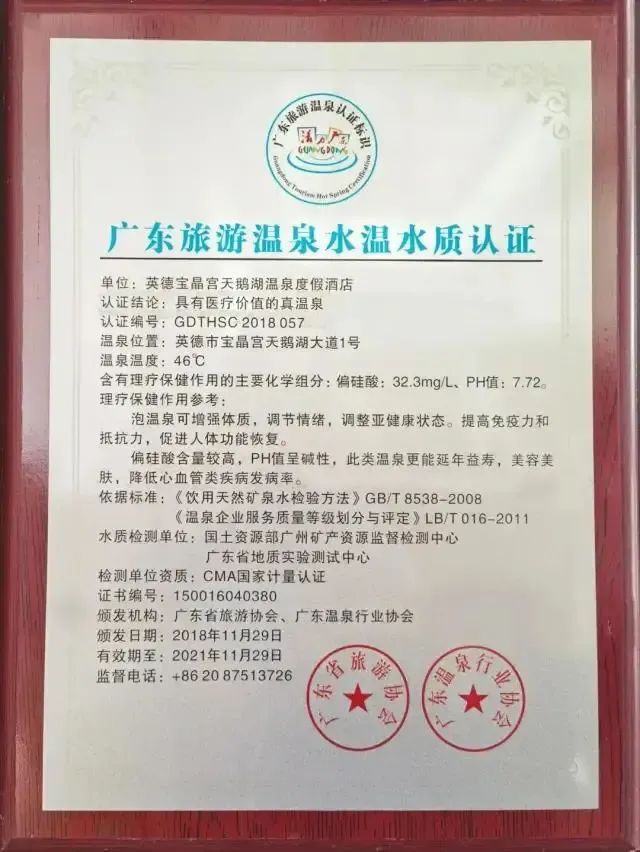 广东旅游温泉认证标识
活力广东
GUANGDONG
Guangdong Tourism Hot Spring Certification
广东旅游温泉水温水质认证
单位：英德宝晶宫天鹅湖温泉度假酒店
认证结论：具有医疗价值的真温泉
认证编号：GDTHSC 2018 057
温泉位置：英德市宝晶宫天鹅湖大道1号
温泉温度：46℃
含有理疗保健作用的主要化学组分：偏硅酸：32.3mg/L、PH值：7.72。
理疗保健作用参考：
泡温泉可增强体质，调节情绪，调整亚健康状态。提高免疫力和
抵抗力，促进人体功能恢复。
偏硅酸含量较高，PH值呈碱性，此类温泉更能延年益寿，美容美
肤，降低心血管类疾病发病率。
依据标准：《饮用天然矿泉水检验方法》GB/T 8538-2008
《温泉企业服务质量等级划分与评定》LB/T 016-2011
水质检测单位：国土资源部广州矿产资源监督检测中心
广东省地质实验测试中心
检测单位资质：CMA国家计量认证
证书编号：150016040380
颁发机构：广东省旅游协会、广东温泉行业协会
颁发日期：2018年11月29日
有效期至：2021年11月29日
监督电话：+86 20 87513726
广东省旅游协会
广东温泉行业协会